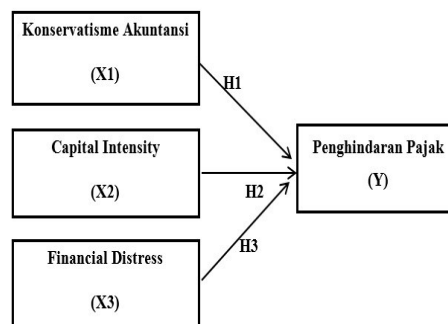 Konservatisme Akuntansi
(X1)
H1
Capital Intensity
(X2)
H2
Penghindaran Pajak
(Y)
Financial Distress
(X3)
H3